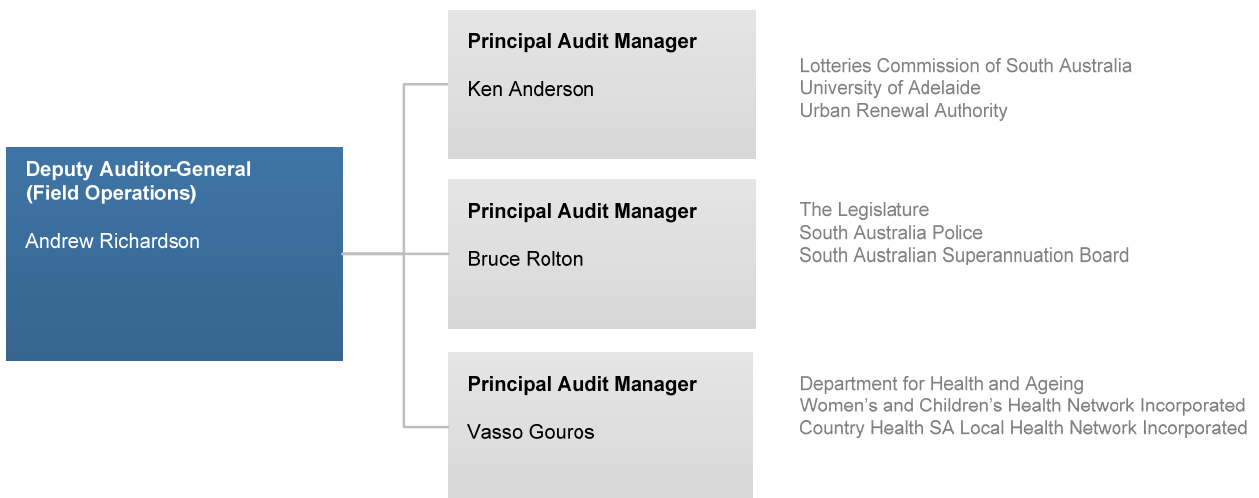 Deputy Auditor-General
(Field Operations)
Andrew Richardson
Principal Audit Manager
Ken Anderson
Lotteries Commission of South Australia
University of Adelaide
Urban Renewal Authority
Principal Audit Manager
Bruce Rolton
The Legislature
South Australia Police
South Australian Superannuation Board
Principal Audit Manager
Vasso Gouros
Department for Health and Ageing
Women’s and Children’s Health Network Incorporated
Country Health SA Local Health Network Incorporated